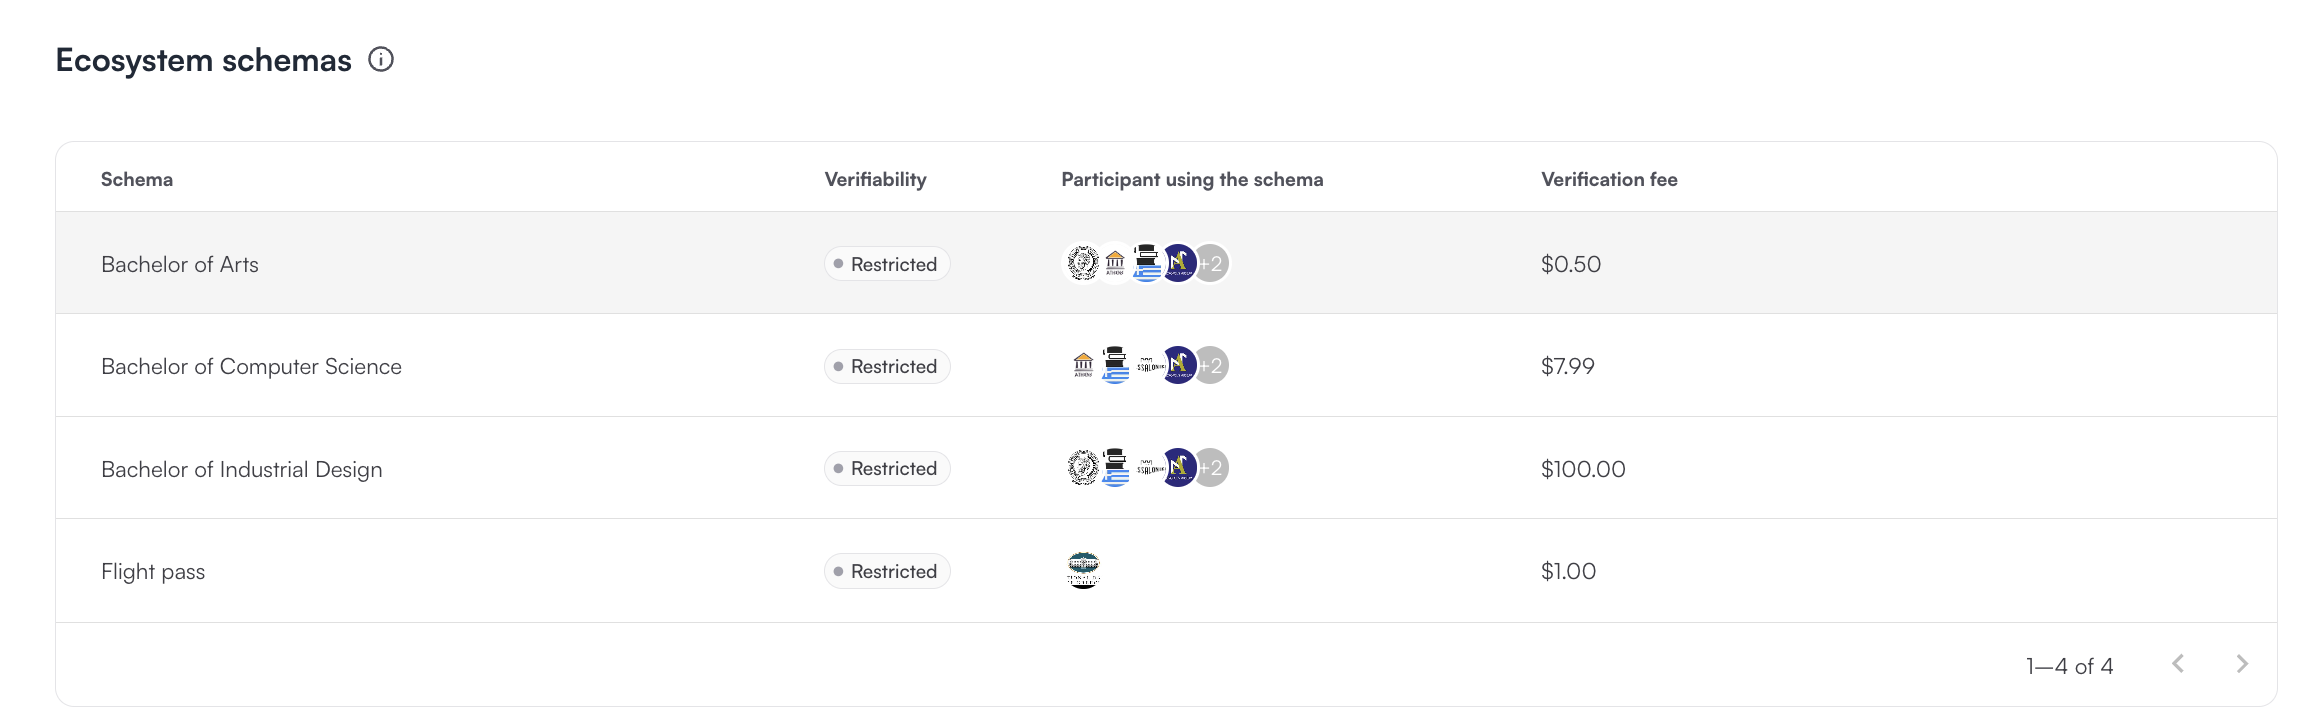 Ecosystem schemas
Schema Verifiability Participant using the schema Verification fee
Bachelor of Arts Restricted +2 $0.50
Bachelor of Computer Science Restricted +2 $7.99
Bachelor of Industrial Design Restricted +2 $100.00
Flight pass Restricted $1.00
1–4 of 4